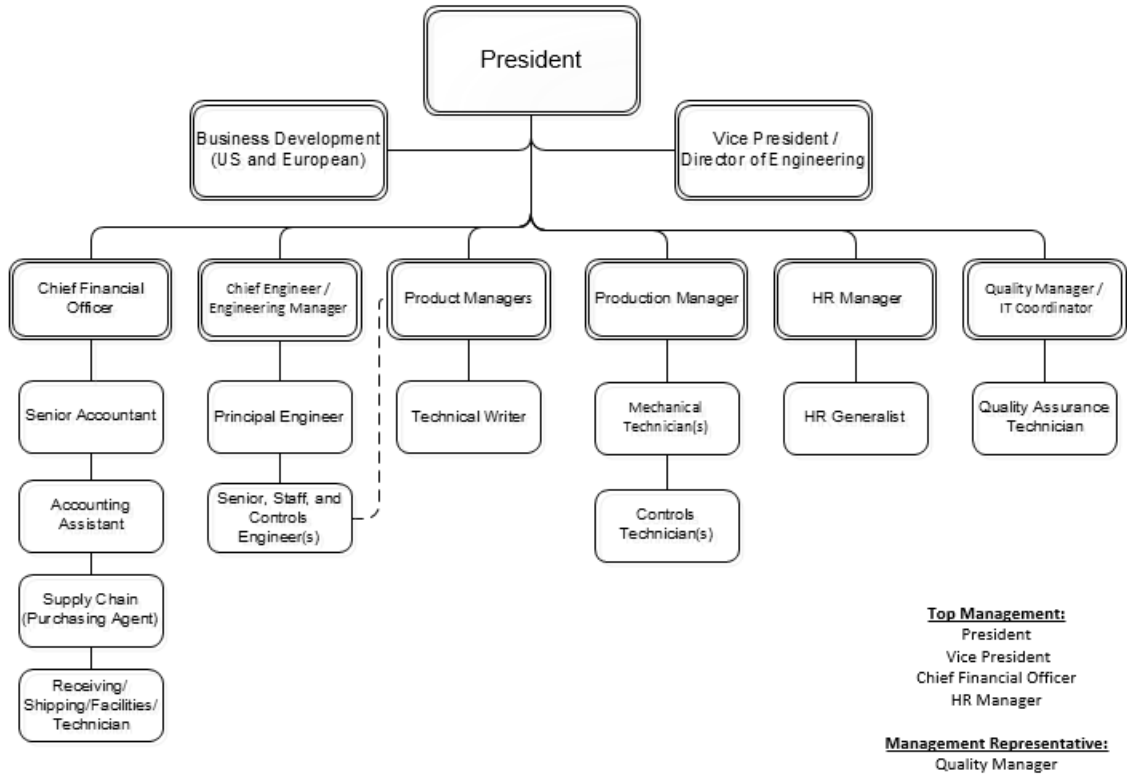 President
Business Development
(US and European)
Vice President /
Director of Engineering
Chief Financial
Officer
Chief Engineer /
Engineering Manager
Product Managers
Production Manager
HR Manager
Quality Manager /
IT Coordinator
Senior Accountant
Principal Engineer
Technical Writer
Mechanical
Technician(s)
HR Generalist
Quality Assurance
Technician
Accounting
Assistant
Senior, Staff, and
Controls
Engineer(s)
Controls
Technician(s)
Supply Chain
(Purchasing Agent)
Receiving/
Shipping/Facilities/
Technician
Top Management:
President
Vice President
Chief Financial Officer
HR Manager
Management Representative:
Quality Manager